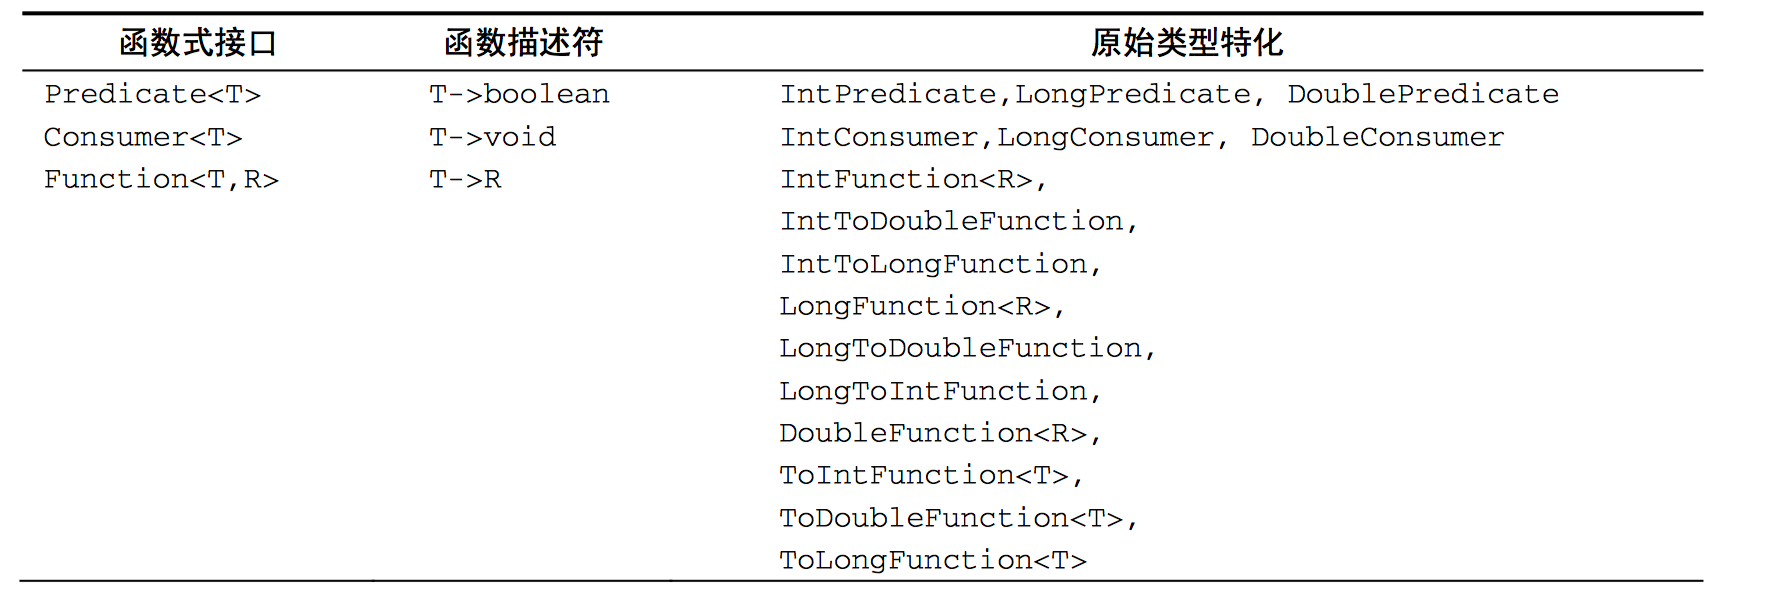 函数式接口 函数描述符 原始类型特化
Predicate<T> T->boolean IntPredicate,LongPredicate, DoublePredicate
Consumer<T> T->void IntConsumer,LongConsumer, DoubleConsumer
Function<T,R> T->R IntFunction<R>,
IntToDoubleFunction,
IntToLongFunction,
LongFunction<R>,
LongToDoubleFunction,
LongToIntFunction,
DoubleFunction<R>,
ToIntFunction<T>,
ToDoubleFunction<T>,
ToLongFunction<T>